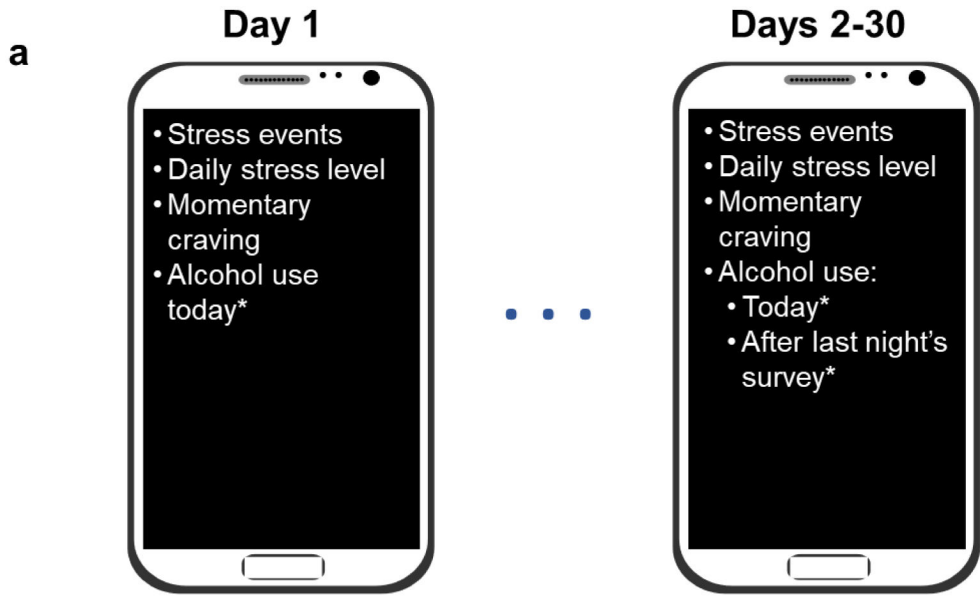 Day 1
Days 2-30
a
• Stress events
• Daily stress level
• Momentary
craving
• Alcohol use
today*
• Stress events
• Daily stress level
• Momentary
craving
• Alcohol use:
• Today*
• After last night's
survey*